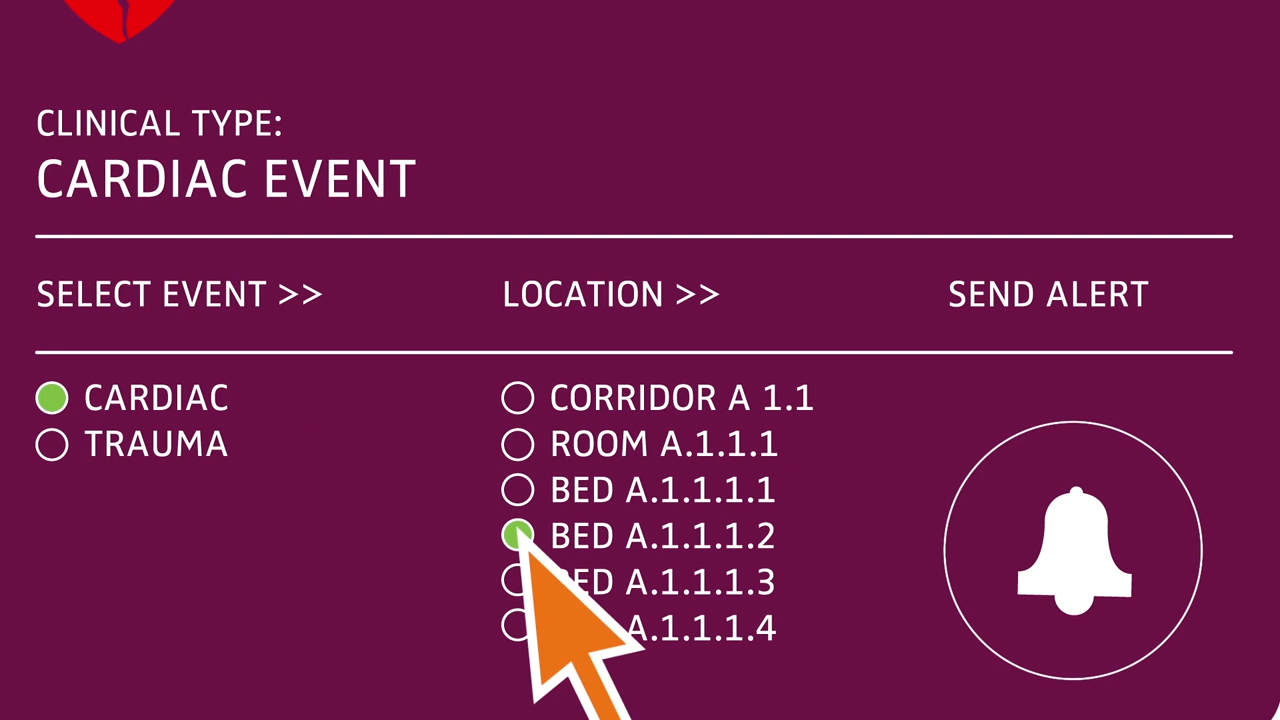 CLINICAL TYPE:
CARDIAC EVENT
SELECT EVENT >>
LOCATION >>
SEND ALERT
CARDIAC
TRAUMA
CORRIDOR A 1.1
ROOM A.1.1.1
BED A.1.1.1.1
BED A.1.1.1.2
BED A.1.1.1.3
A.1.1.1.4